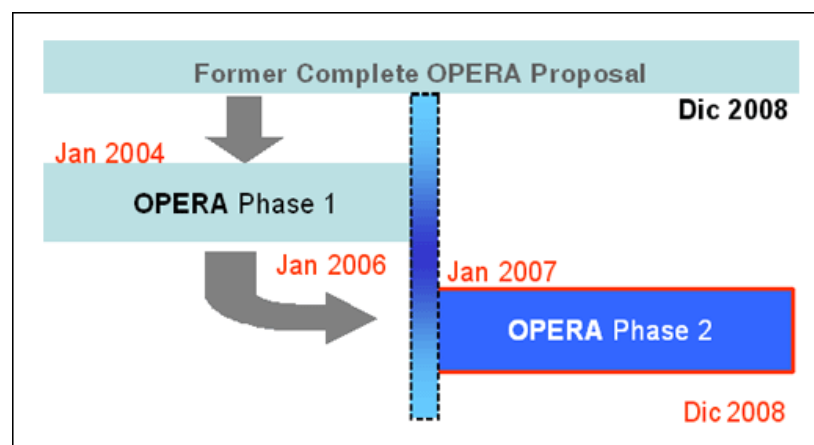 Former Complete OPERA Proposal
Dic 2008
Jan 2004
OPERA Phase 1
Jan 2006
Jan 2007
OPERA Phase 2
Dic 2008